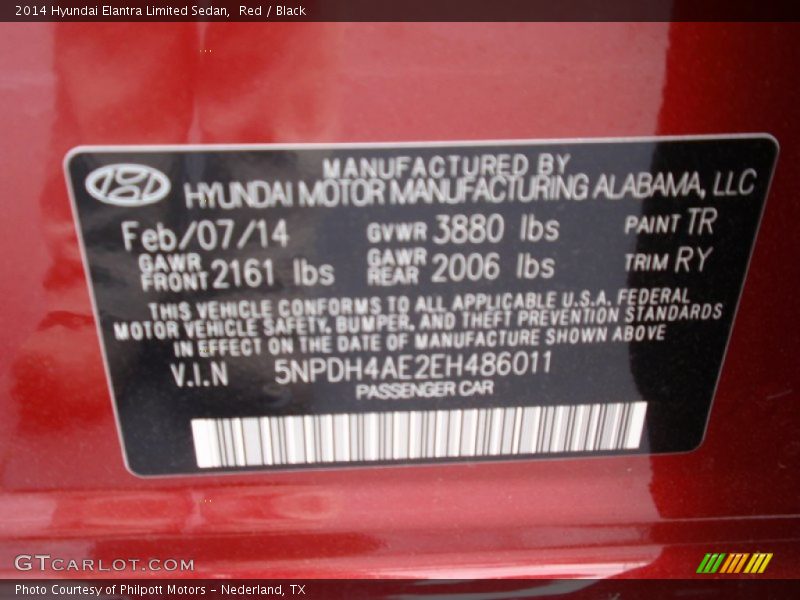 2014 Hyundai Elantra Limited Sedan,  Red / Black
MANUFACTURED BY
HYUNDAI MOTOR MANUFACTURING ALABAMA, LLC
Feb/07/14 GVWR 3880 lbs PAINT TR
GAWR FRONT 2161 lbs GAWR REAR 2006 lbs TRIM RY
THIS VEHICLE CONFORMS TO ALL APPLICABLE U.S.A. FEDERAL
MOTOR VEHICLE SAFETY, BUMPER, AND THEFT PREVENTION STANDARDS
IN EFFECT ON THE DATE OF MANUFACTURE SHOWN ABOVE
V.I.N 5NPDH4AE2EH486011
PASSENGER CAR
GTCARLOT.COM
Photo Courtesy of Philpott Motors – Nederland, TX